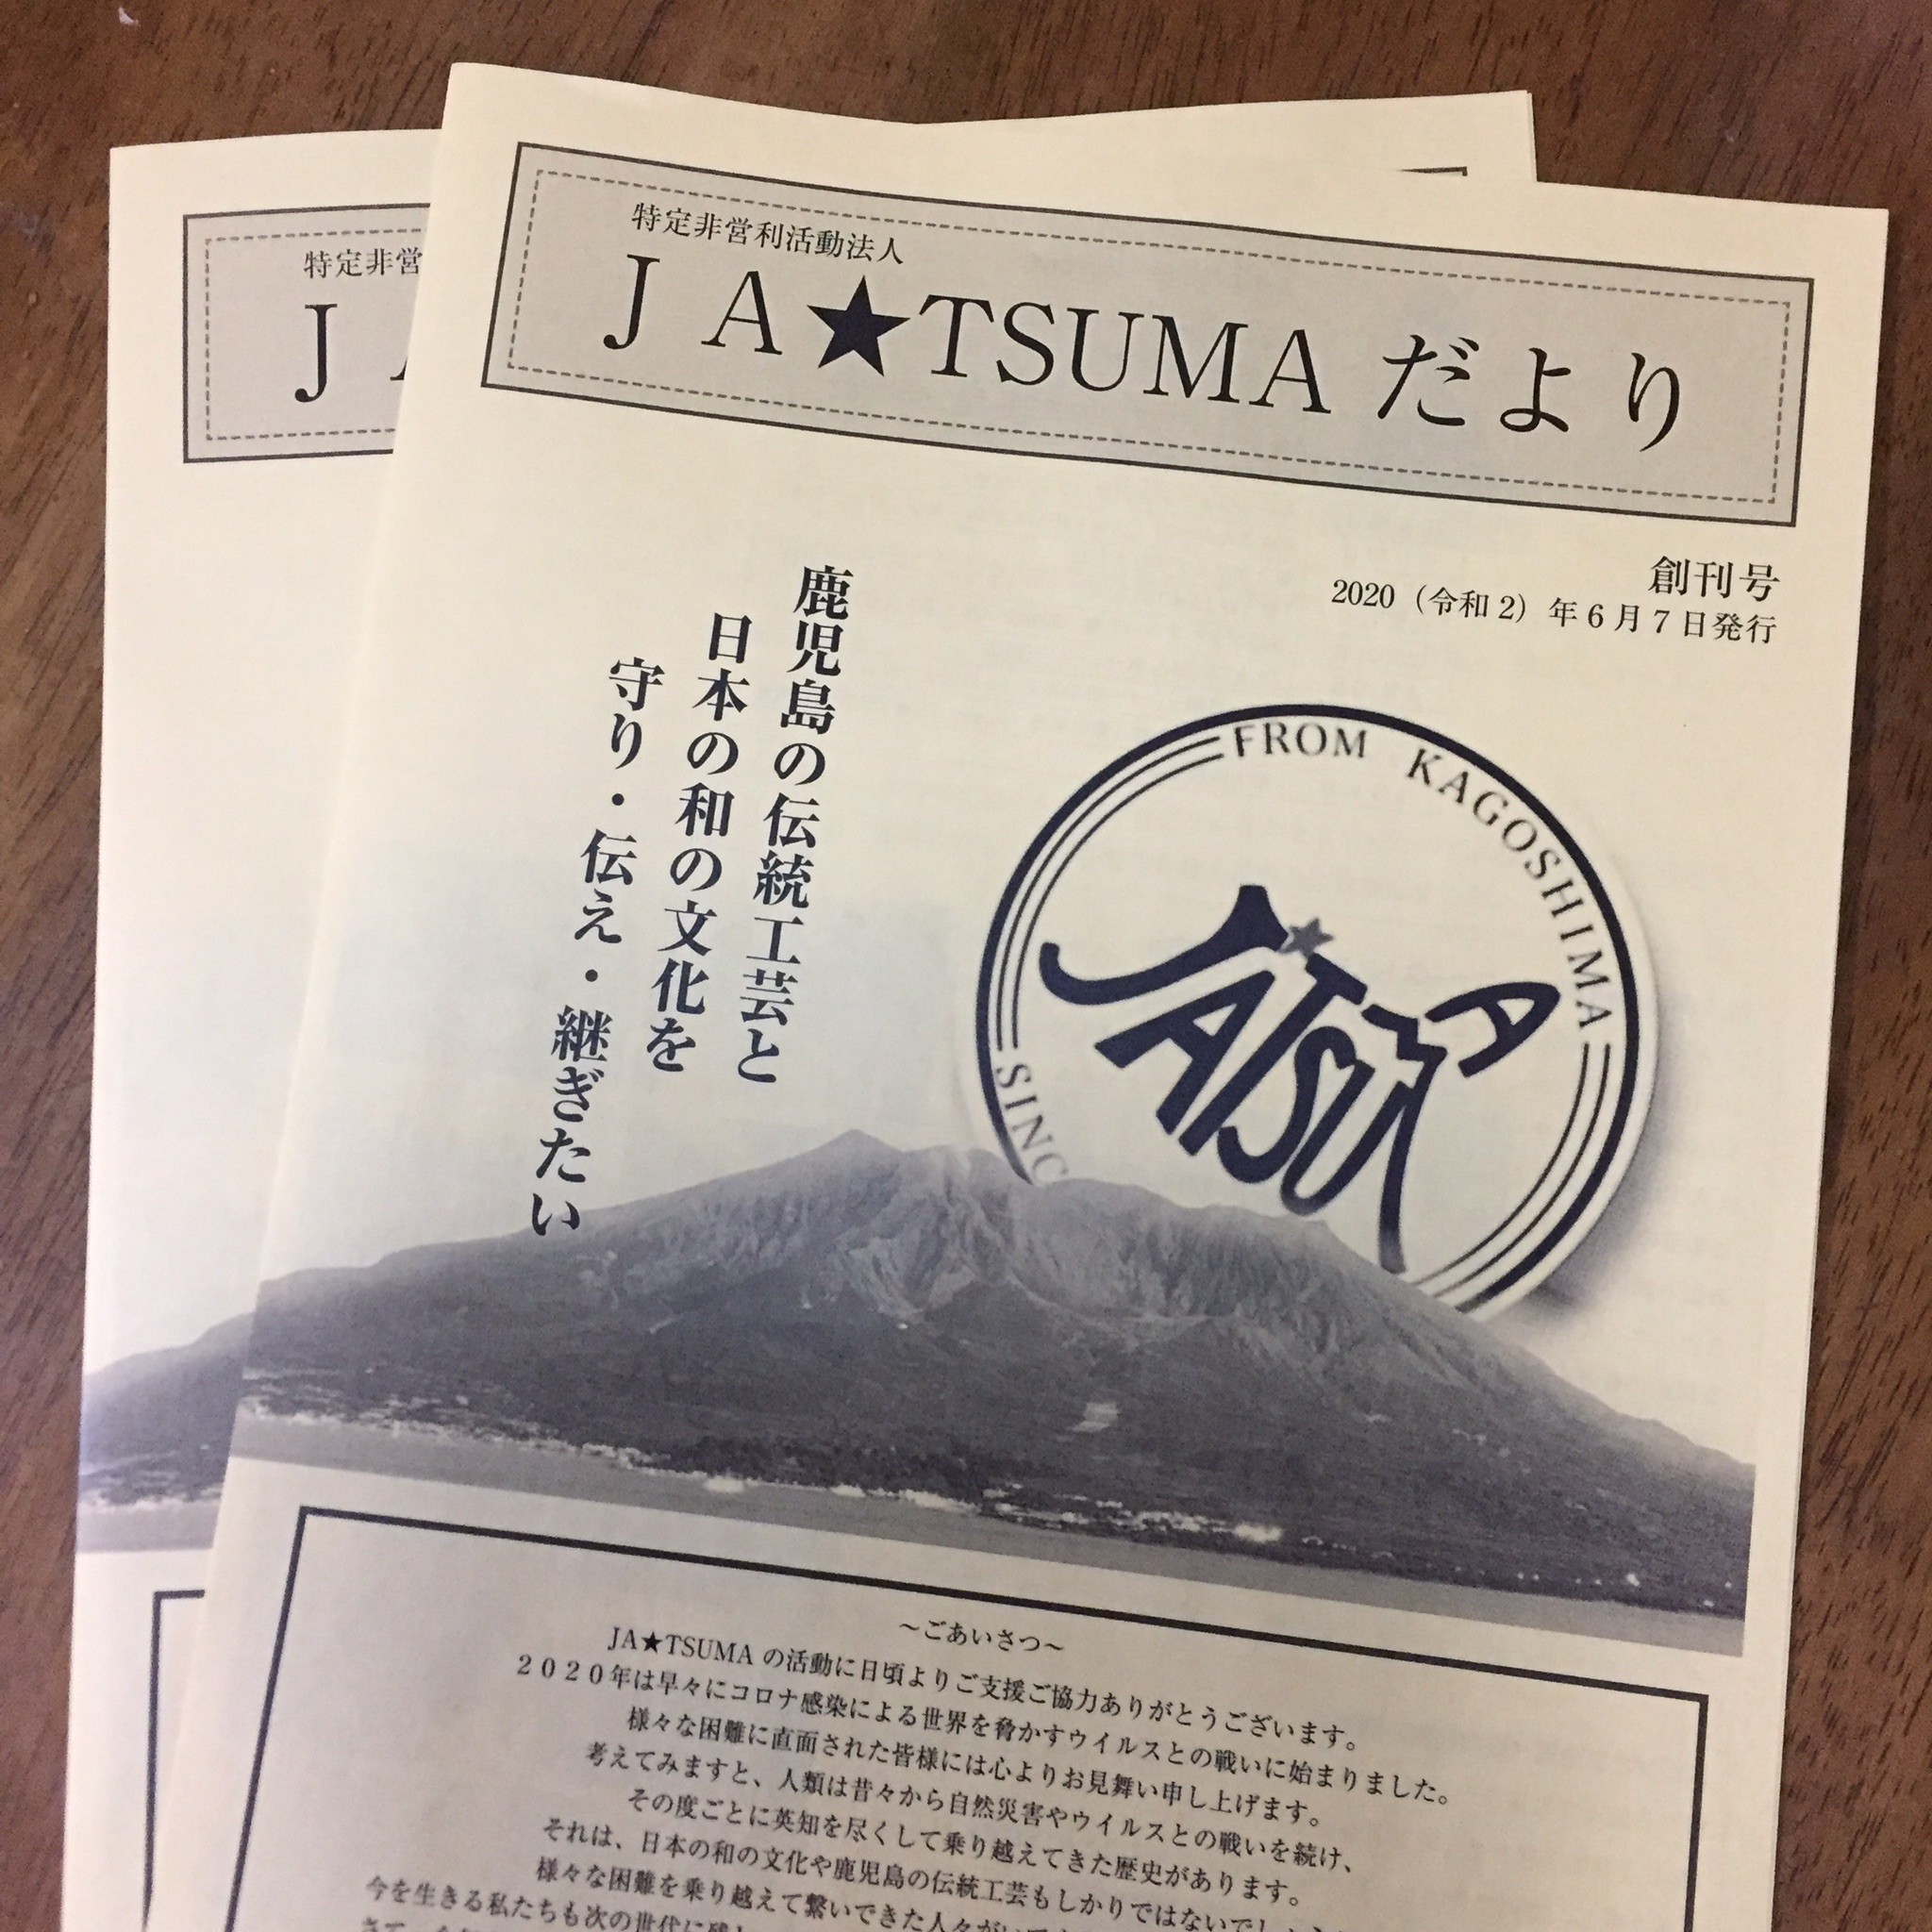 特定非営利活動法人
JA★TSUMA だより
創刊号
2020（令和2）年6月7日発行
鹿児島の伝統工芸と
日本の和の文化を
守り・伝え・継ぎたい
FROM KAGOSHIMA
JATSUMA
SINC
～ごあいさつ～
JA★TSUMA の活動に日頃よりご支援ご協力ありがとうございます。
２０２０年は早々にコロナ感染による世界を脅かすウイルスとの戦いに始まりました。
様々な困難に直面された皆様には心よりお見舞い申し上げます。
考えてみますと、人類は昔々から自然災害やウイルスとの戦いを続け、
その度ごとに英知を尽くして乗り越えてきた歴史があります。
それは、日本の和の文化や鹿児島の伝統工芸もしかりではないでしょうか
様々な困難を乗り越えて繋いできた人々が
今を生きる私たちも次の世代に
特定非営
J A